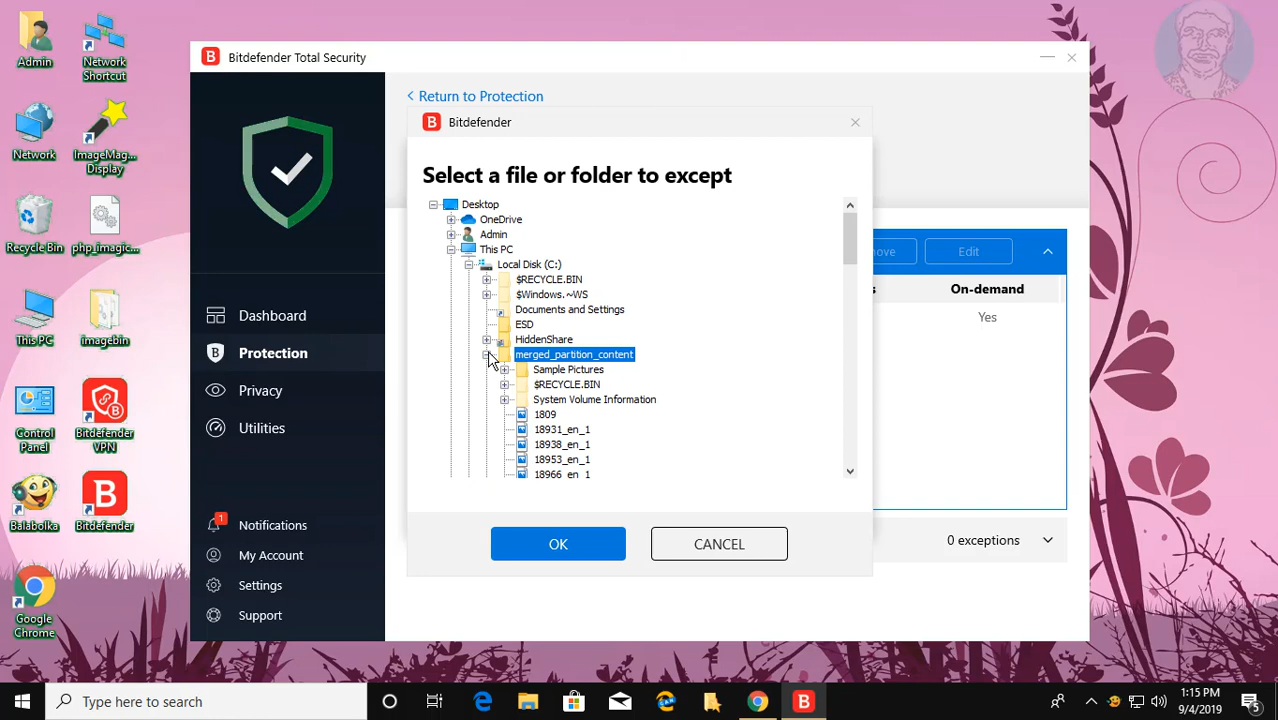 Admin
Network
Shortcut
Network
ImageMag...
Display
Recycle Bin
php_imagic...
This PC
imagebin
Control
Panel
Bitdefender
VPN
Balabolka
Bitdefender
Google
Chrome
B Bitdefender Total Security
Dashboard
Protection
Privacy
Utilities
1
Notifications
My Account
Settings
Support
< Return to Protection
B Bitdefender
Select a file or folder to except
Desktop
OneDrive
Admin
This PC
Local Disk (C:)
$RECYCLE.BIN
$Windows.~WS
Documents and Settings
ESD
HiddenShare
merged_partition_content
Sample Pictures
$RECYCLE.BIN
System Volume Information
1809
18931_en_1
18938_en_1
18953_en_1
18966_en_1
OK
CANCEL
Edit
On-demand
Yes
0 exceptions
Type here to search
1:15 PM
9/4/2019
5